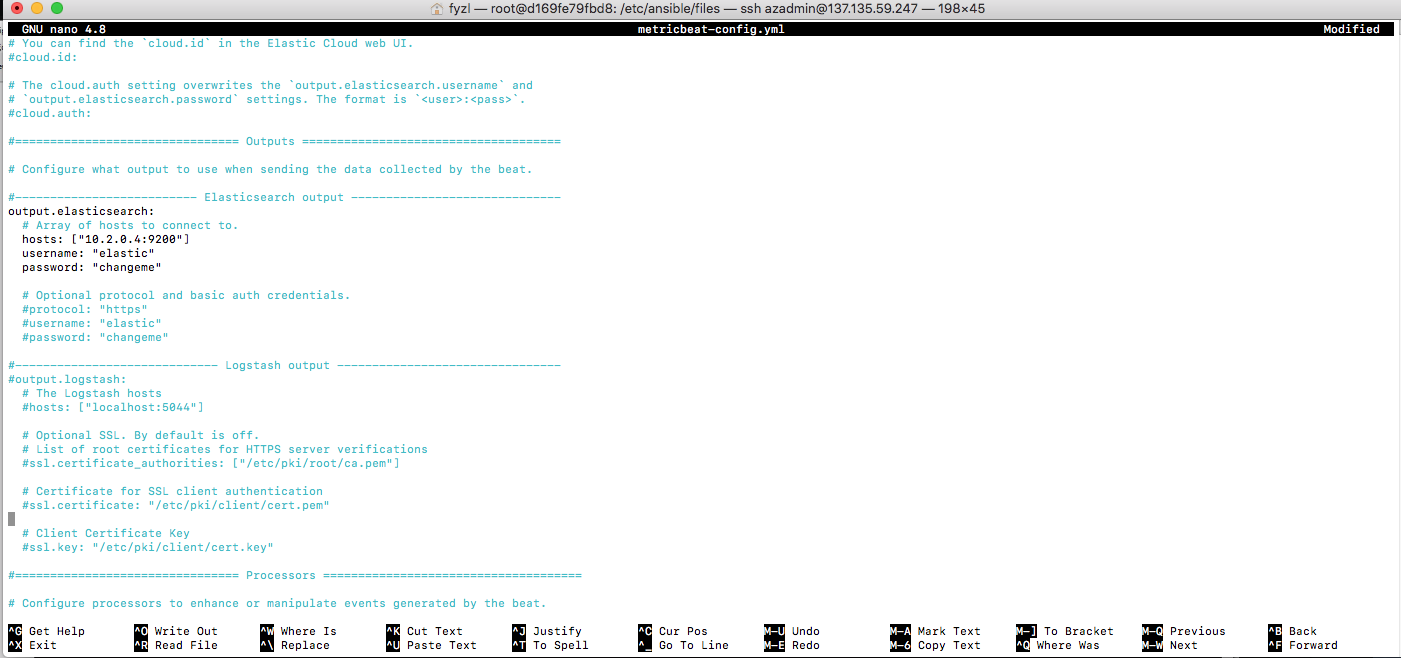 fyzl — root@d169fe79fbd8: /etc/ansible/files — ssh azadmin@137.135.59.247 — 198×45
GNU nano 4.8 metricbeat-config.yml Modified
# You can find the `cloud.id` in the Elastic Cloud web UI.
#cloud.id:
# The cloud.auth setting overwrites the `output.elasticsearch.username` and
# `output.elasticsearch.password` settings. The format is `<user>:<pass>`.
#cloud.auth:
#================================ Outputs =====================================
# Configure what output to use when sending the data collected by the beat.
#-------------------------- Elasticsearch output ------------------------------
output.elasticsearch:
# Array of hosts to connect to.
hosts: ["10.2.0.4:9200"]
username: "elastic"
password: "changeme"
# Optional protocol and basic auth credentials.
#protocol: "https"
#username: "elastic"
#password: "changeme"
#----------------------------- Logstash output --------------------------------
#output.logstash:
# The Logstash hosts
#hosts: ["localhost:5044"]
# Optional SSL. By default is off.
# List of root certificates for HTTPS server verifications
#ssl.certificate_authorities: ["/etc/pki/root/ca.pem"]
# Certificate for SSL client authentication
#ssl.certificate: "/etc/pki/client/cert.pem"
# Client Certificate Key
#ssl.key: "/etc/pki/client/cert.key"
#================================ Processors =====================================
# Configure processors to enhance or manipulate events generated by the beat.
^G Get Help ^O Write Out ^W Where Is ^K Cut Text ^J Justify ^C Cur Pos M-U Undo M-A Mark Text M-] To Bracket M-Q Previous ^B Back
^X Exit ^R Read File ^\ Replace ^U Paste Text ^T To Spell ^_ Go To Line M-E Redo M-6 Copy Text ^Q Where Was M-W Next ^F Forward